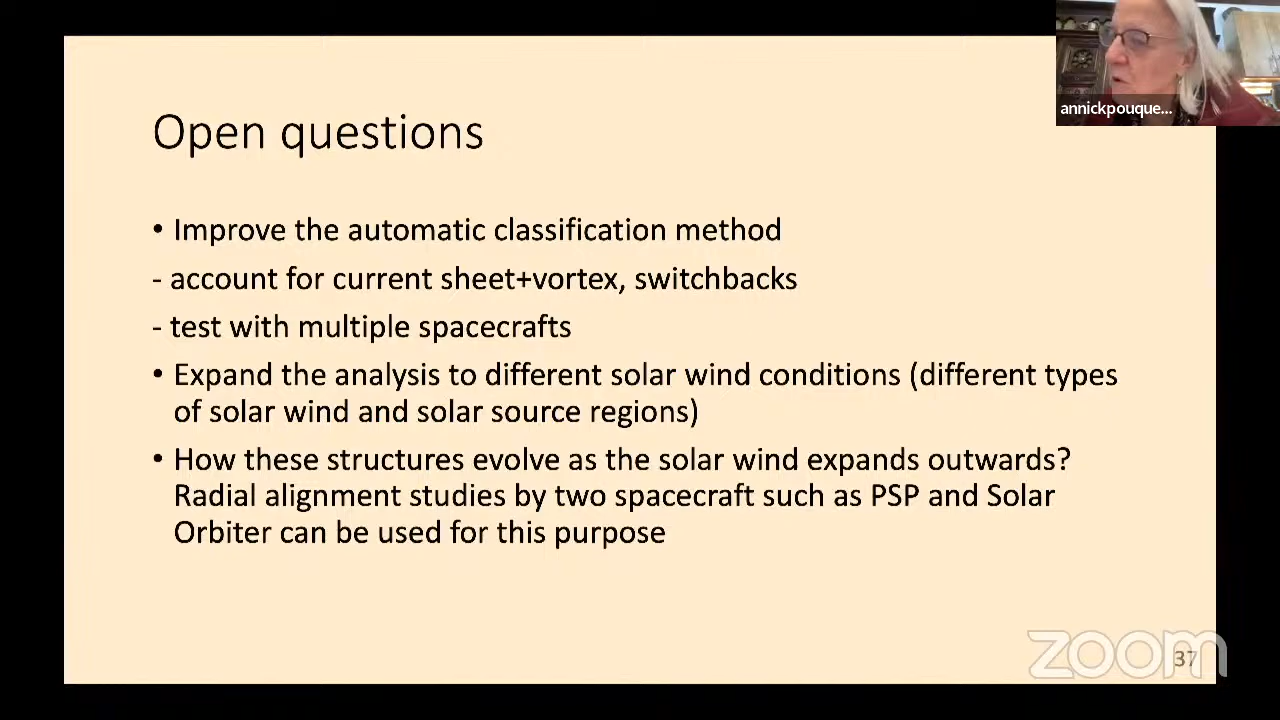 annickpouque...
Open questions
• Improve the automatic classification method
- account for current sheet+vortex, switchbacks
- test with multiple spacecrafts
• Expand the analysis to different solar wind conditions (different types
of solar wind and solar source regions)
• How these structures evolve as the solar wind expands outwards?
Radial alignment studies by two spacecraft such as PSP and Solar
Orbiter can be used for this purpose
zoom
37